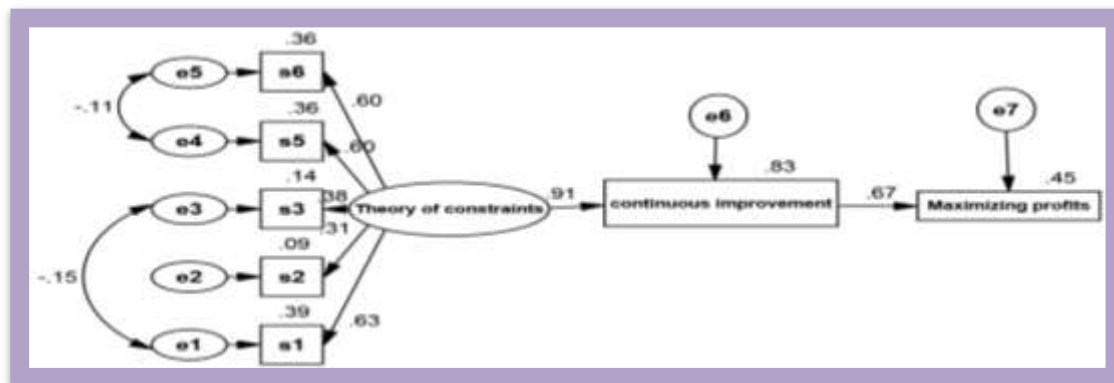 .36
e5 s6
-.11 .60
.36
e4 s5 .60
.14
e3 s3 .38 Theory of constraints .91
.31
.09
e2 s2
-.15
.39
e1 s1 .63
e6
.83
continuous improvement .67
e7
.45
Maximizing profits